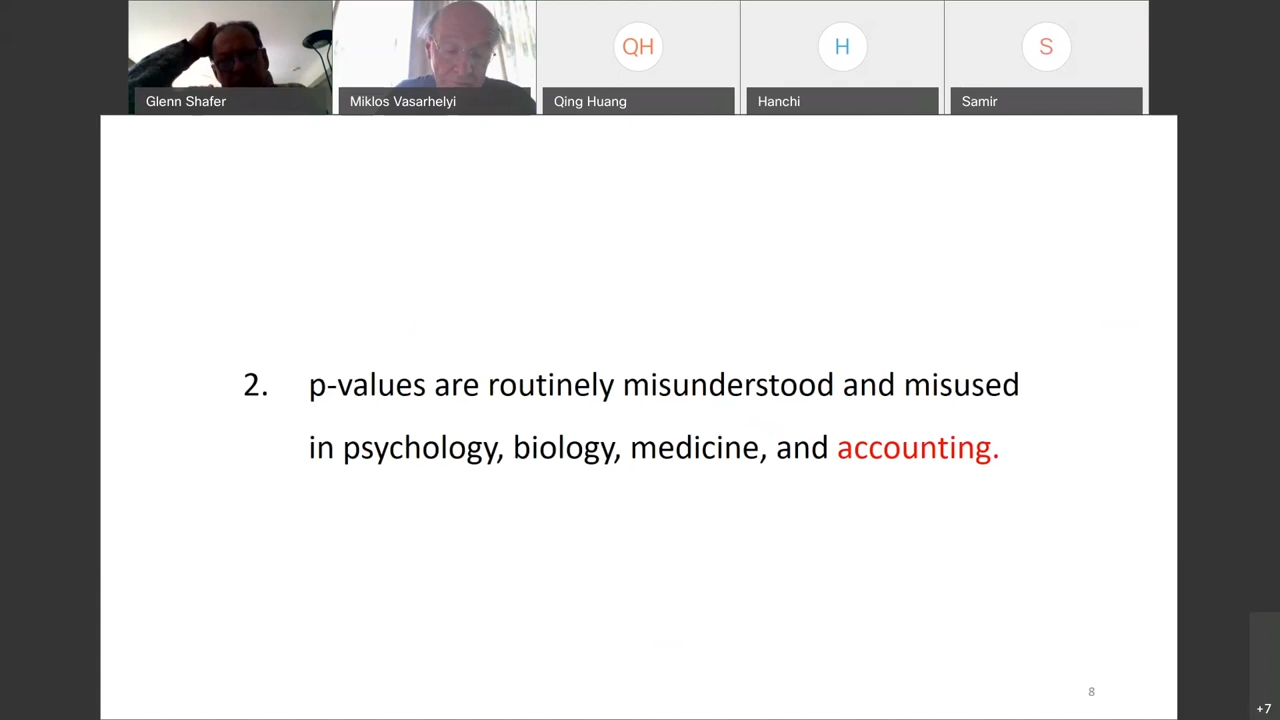 QH
H
S
Glenn Shafer
Miklos Vasarhelyi
Qing Huang
Hanchi
Samir
2. p-values are routinely misunderstood and misused
in psychology, biology, medicine, and accounting.
8
+7